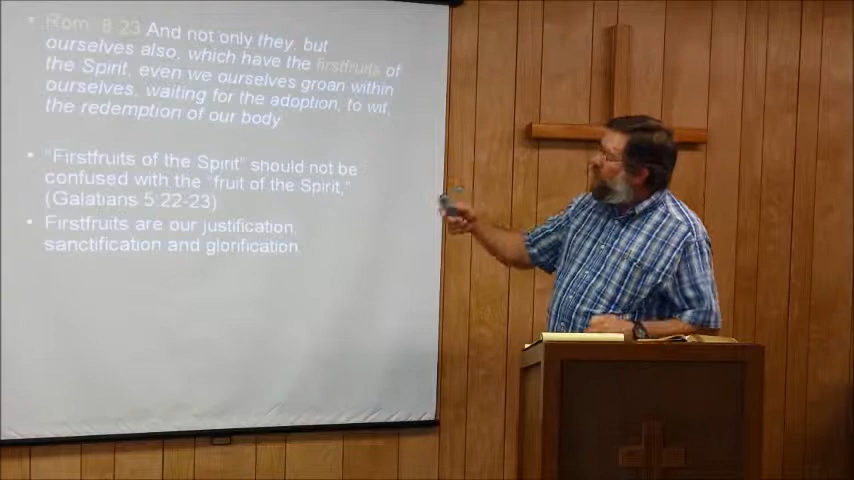 Rom. 8:23 And not only they, but
ourselves also, which have the firstfruits of
the Spirit, even we ourselves groan within
ourselves, waiting for the adoption, to wit,
the redemption of our body.
"Firstfruits of the Spirit" should not be
confused with the "fruit of the Spirit,"
(Galatians 5:22-23)
Firstfruits are our justification,
sanctification and glorification.